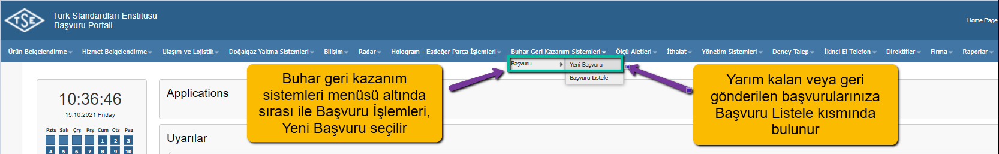 TSE
Türk Standardları Enstitüsü
Başvuru Portali
Home Page
Ürün Belgelendirme
Hizmet Belgelendirme
Ulaşım ve Lojistik
Doğalgaz Yakma Sistemleri
Bilişim
Radar
Hologram - Eşdeğer Parça İşlemleri
Buhar Geri Kazanım Sistemleri
Ölçü Aletleri
İthalat
Yönetim Sistemleri
Deney Talep
İkinci El Telefon
Direktifler
Firma
Raporlar
Başvuru
Yeni Başvuru
Başvuru Listele
10:36:46
15.10.2021 Friday
Pzts Salı Çrş Prş Cum Cts Paz
1 2 3
4 5 6 7 8 9 10
Applications
Uyarılar
Buhar geri kazanım
sistemleri menüsü altında
sırası ile Başvuru İşlemleri,
Yeni Başvuru seçilir
Yarım kalan veya geri
gönderilen başvurularınıza
Başvuru Listele kısmında
bulunur